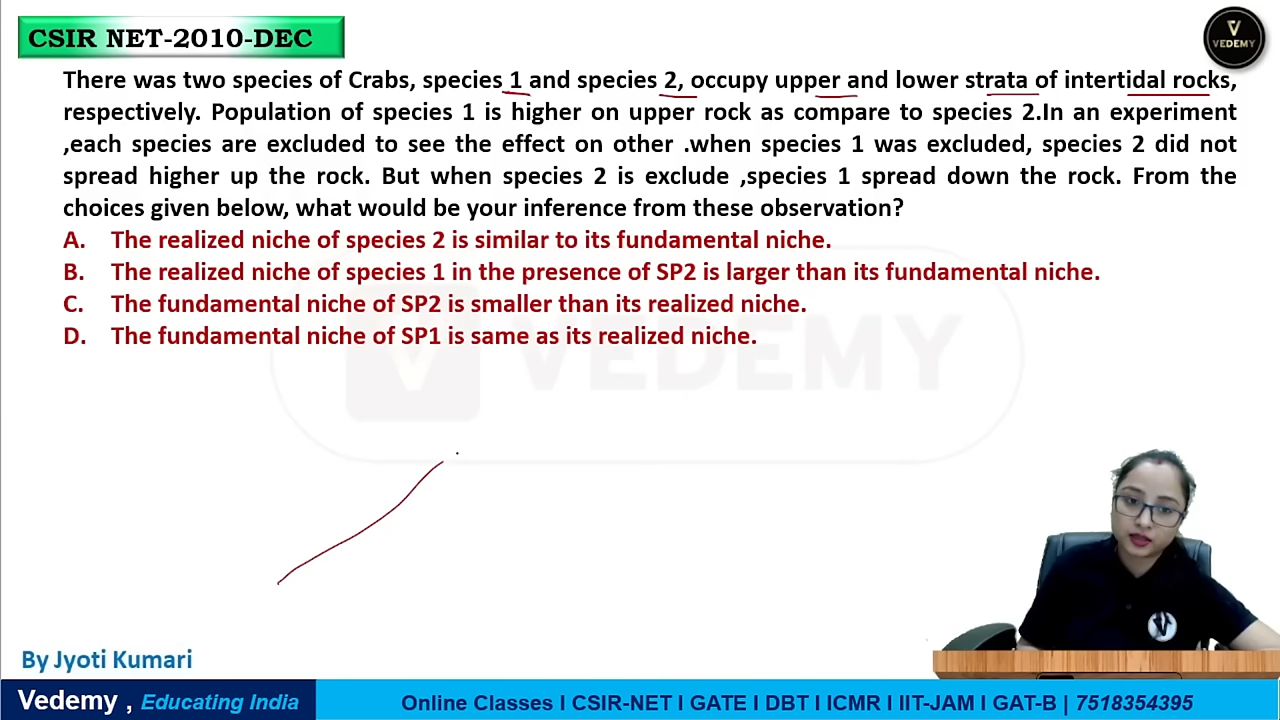 CSIR NET-2010-DEC
VEDEMY
There was two species of Crabs, species 1 and species 2, occupy upper and lower strata of intertidal rocks,
respectively. Population of species 1 is higher on upper rock as compare to species 2.In an experiment
,each species are excluded to see the effect on other .when species 1 was excluded, species 2 did not
spread higher up the rock. But when species 2 is exclude ,species 1 spread down the rock. From the
choices given below, what would be your inference from these observation?
A. The realized niche of species 2 is similar to its fundamental niche.
B. The realized niche of species 1 in the presence of SP2 is larger than its fundamental niche.
C. The fundamental niche of SP2 is smaller than its realized niche.
D. The fundamental niche of SP1 is same as its realized niche.
VEDEMY
By Jyoti Kumari
Vedemy , Educating India
Online Classes I CSIR-NET I GATE I DBT I ICMR I IIT-JAM I GAT-B | 7518354395